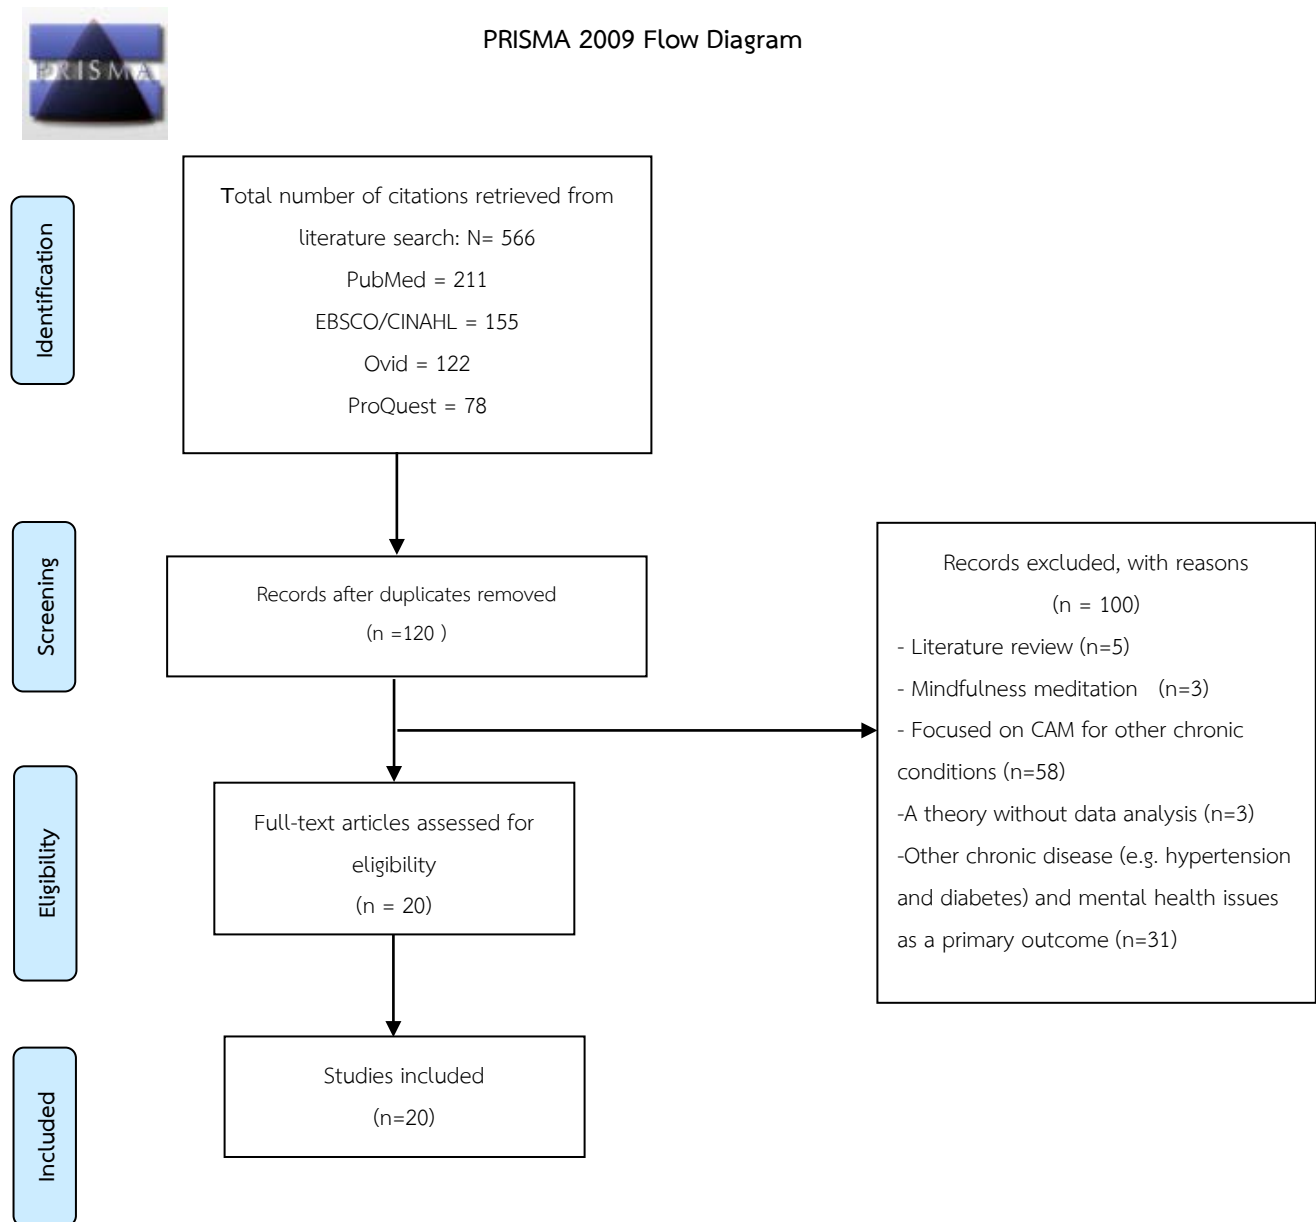 PRISMA
PRISMA 2009 Flow Diagram
Identification
Total number of citations retrieved from
literature search: N= 566
PubMed = 211
EBSCO/CINAHL = 155
Ovid = 122
ProQuest = 78
Screening
Records after duplicates removed
(n =120 )
Records excluded, with reasons
(n = 100)
- Literature review (n=5)
- Mindfulness meditation (n=3)
- Focused on CAM for other chronic
conditions (n=58)
-A theory without data analysis (n=3)
-Other chronic disease (e.g. hypertension
and diabetes) and mental health issues
as a primary outcome (n=31)
Eligibility
Full-text articles assessed for
eligibility
(n = 20)
Included
Studies included
(n=20)